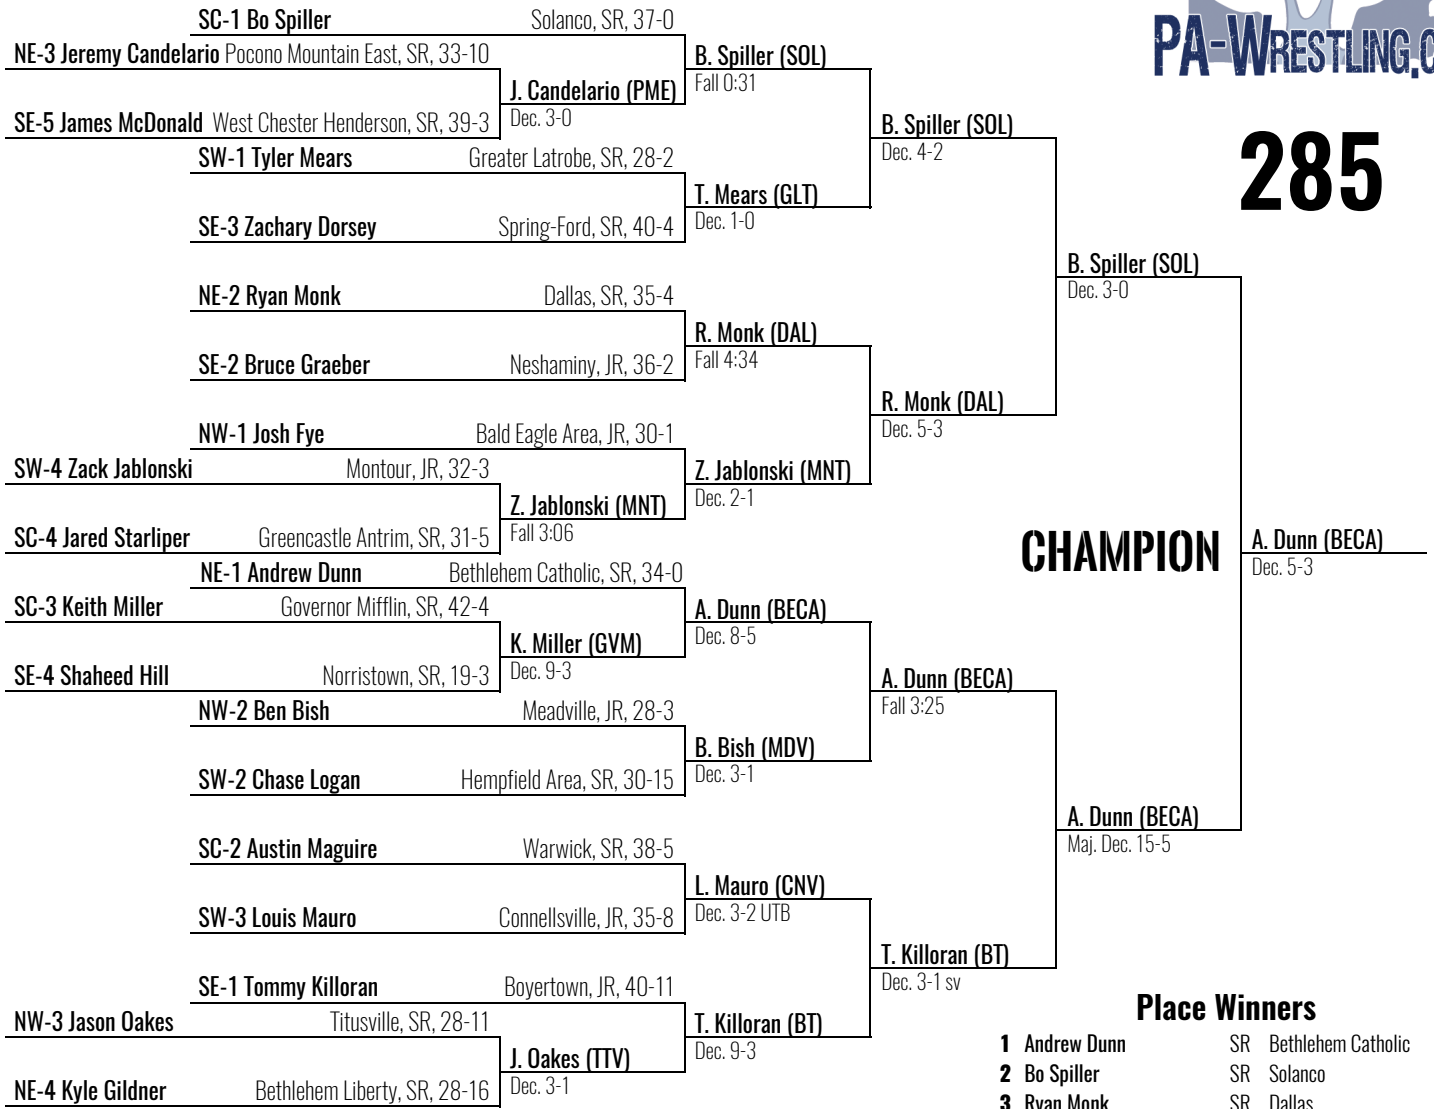 SC-1 Bo Spiller Solanco, SR, 37-0
NE-3 Jeremy Candelario Pocono Mountain East, SR, 33-10
B. Spiller (SOL)
Fall 0:31
J. Candelario (PME)
Dec. 3-0
SE-5 James McDonald West Chester Henderson, SR, 39-3
B. Spiller (SOL)
Dec. 4-2
SW-1 Tyler Mears Greater Latrobe, SR, 28-2
T. Mears (GLT)
Dec. 1-0
SE-3 Zachary Dorsey Spring-Ford, SR, 40-4
PA-WRESTLING.C
285
B. Spiller (SOL)
Dec. 3-0
NE-2 Ryan Monk Dallas, SR, 35-4
R. Monk (DAL)
Fall 4:34
SE-2 Bruce Graeber Neshaminy, JR, 36-2
R. Monk (DAL)
Dec. 5-3
NW-1 Josh Fye Bald Eagle Area, JR, 30-1
SW-4 Zack Jablonski Montour, JR, 32-3
Z. Jablonski (MNT)
Dec. 2-1
Z. Jablonski (MNT)
Fall 3:06
SC-4 Jared Starliper Greencastle Antrim, SR, 31-5
CHAMPION
A. Dunn (BECA)
Dec. 5-3
NE-1 Andrew Dunn Bethlehem Catholic, SR, 34-0
SC-3 Keith Miller Governor Mifflin, SR, 42-4
A. Dunn (BECA)
Dec. 8-5
K. Miller (GVM)
Dec. 9-3
SE-4 Shaheed Hill Norristown, SR, 19-3
A. Dunn (BECA)
Fall 3:25
NW-2 Ben Bish Meadville, JR, 28-3
B. Bish (MDV)
Dec. 3-1
SW-2 Chase Logan Hempfield Area, SR, 30-15
A. Dunn (BECA)
Maj. Dec. 15-5
SC-2 Austin Maguire Warwick, SR, 38-5
L. Mauro (CNV)
Dec. 3-2 UTB
SW-3 Louis Mauro Connellsville, JR, 35-8
T. Killoran (BT)
Dec. 3-1 sv
SE-1 Tommy Killoran Boyertown, JR, 40-11
NW-3 Jason Oakes Titusville, SR, 28-11
T. Killoran (BT)
Dec. 9-3
J. Oakes (TTV)
Dec. 3-1
NE-4 Kyle Gildner Bethlehem Liberty, SR, 28-16
Place Winners
1 Andrew Dunn SR Bethlehem Catholic
2 Bo Spiller SR Solanco
3 Ryan Monk SR Dallas